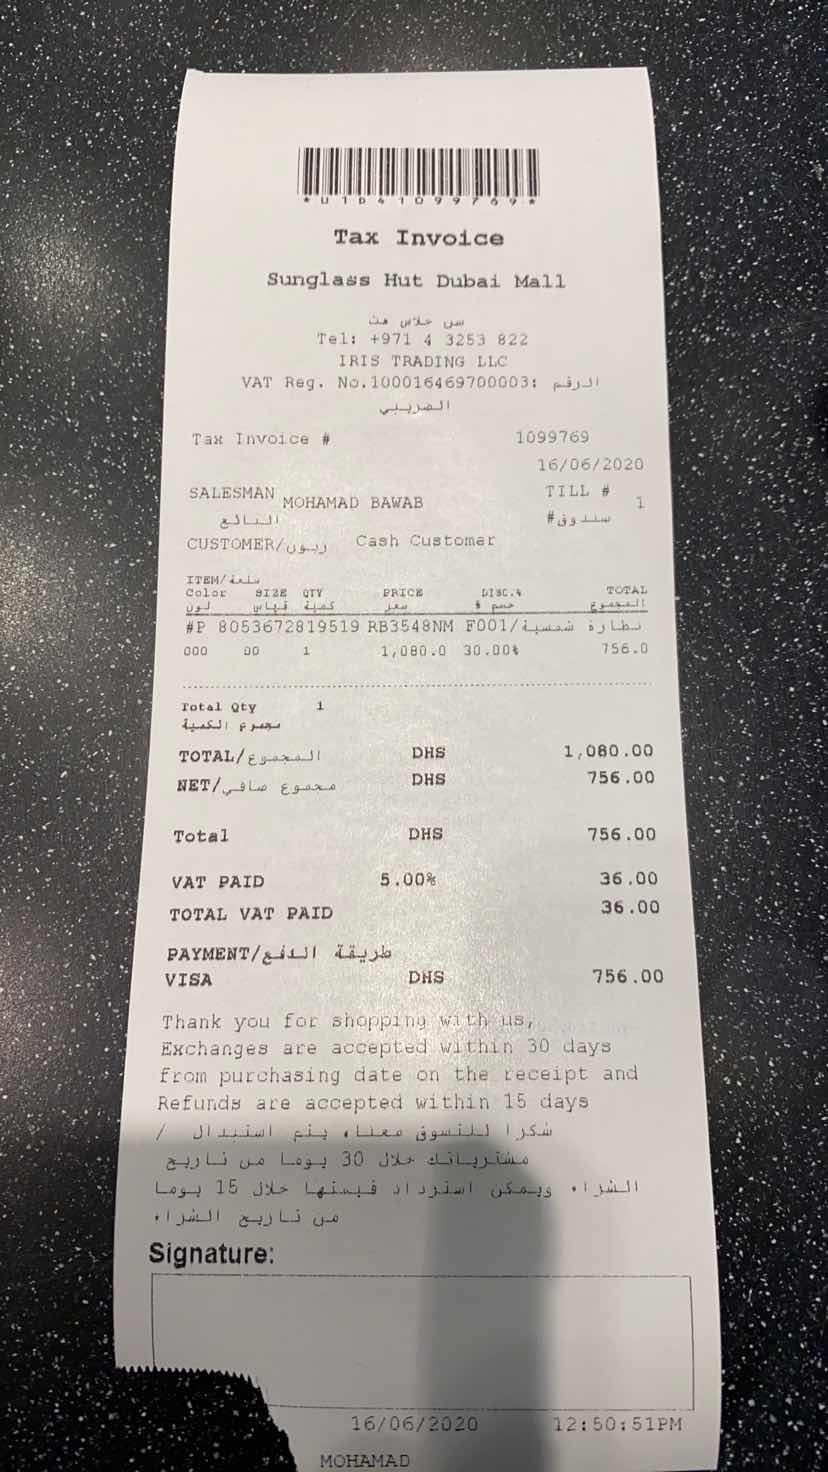 *U1D41099769*
Tax Invoice
Sunglass Hut Dubai Mall
سن جلاس هت
Tel: +971 4 3253 822
IRIS TRADING LLC
VAT Reg. No.100016469700003: الرقم
الضريبي
Tax Invoice # 1099769
16/06/2020
SALESMAN MOHAMAD BAWAB TILL # 1
البائع صندوق#
CUSTOMER/زبون Cash Customer
ITEM/سلعة
Color SIZE QTY PRICE DISC.% TOTAL
لون قياس كمية سعر خصم % المجموع
#P 8053672819519 RB3548NM F001/نظارة شمسية
000 00 1 1,080.0 30.00% 756.0
Total Qty 1
مجموع الكمية
TOTAL/المجموع DHS 1,080.00
NET/مجموع صافي DHS 756.00
Total DHS 756.00
VAT PAID 5.00% 36.00
TOTAL VAT PAID 36.00
PAYMENT/طريقة الدفع
VISA DHS 756.00
Thank you for shopping with us,
Exchanges are accepted within 30 days
from purchasing date on the receipt and
Refunds are accepted within 15 days
/ شكرا للتسوق معنا، يتم استبدال
مشترياتك خلال 30 يوما من تاريخ
الشراء ويمكن استرداد قيمتها خلال 15 يوما
من تاريخ الشراء
Signature:
16/06/2020 12:50:51PM
MOHAMAD